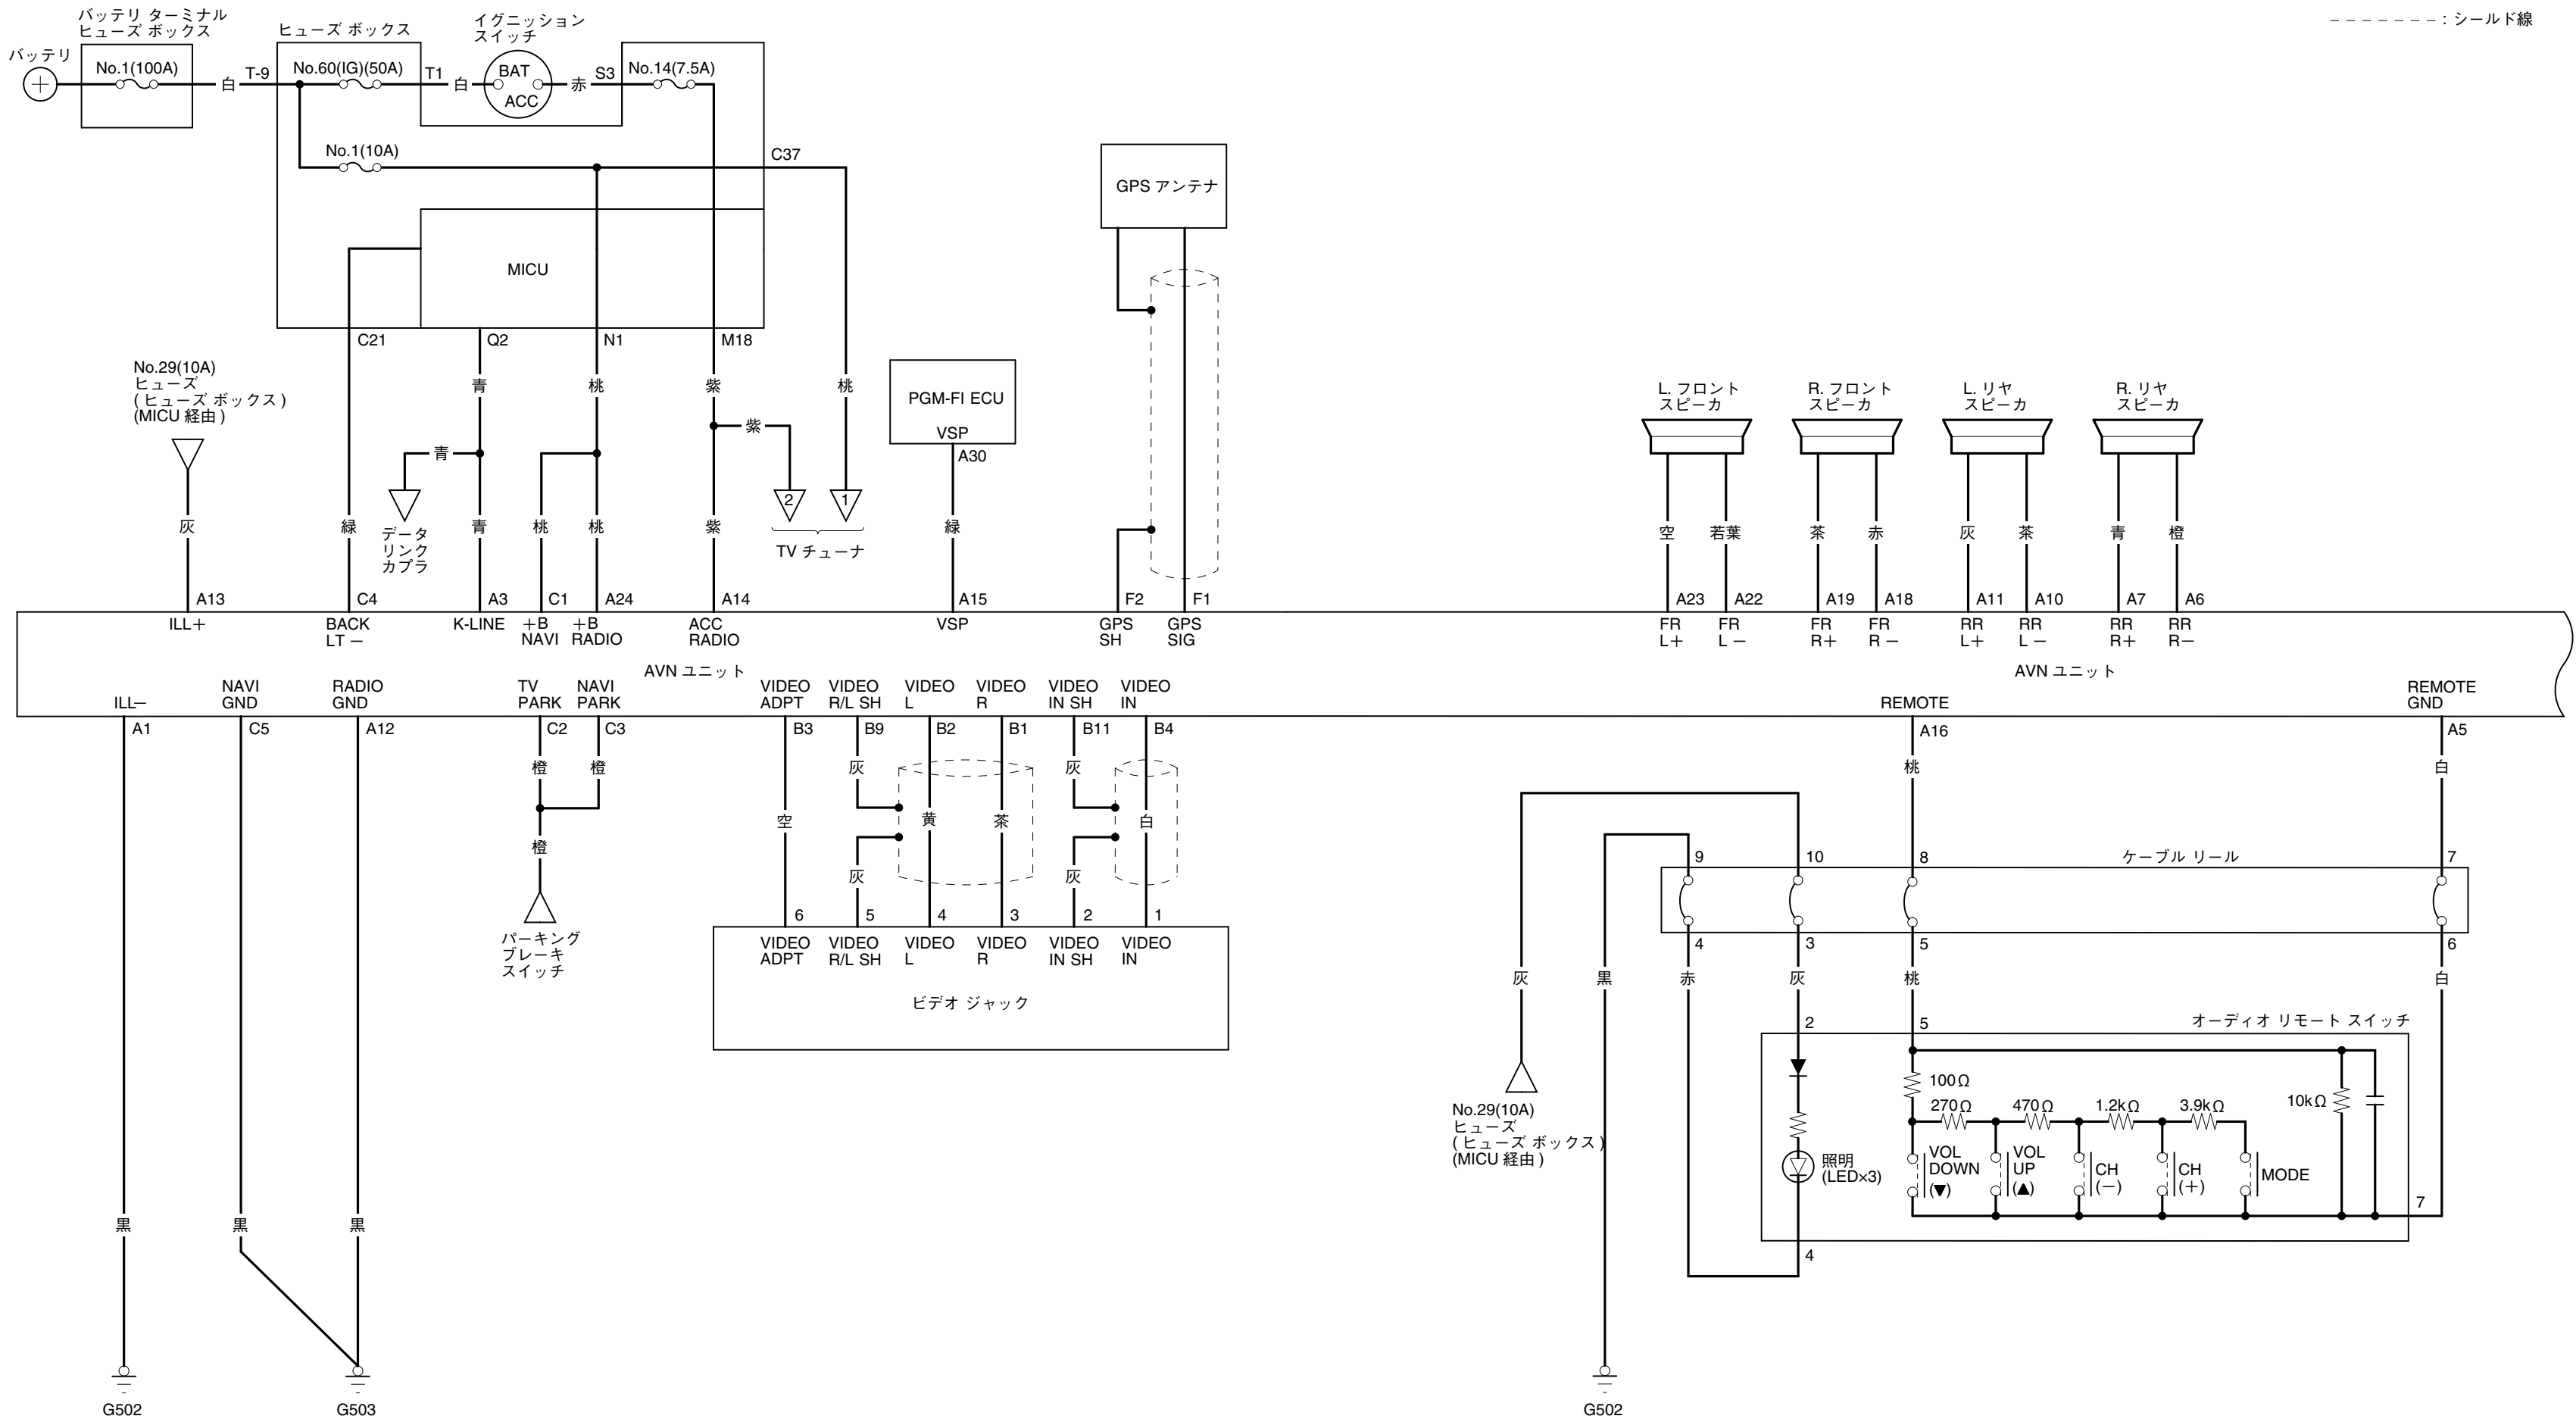 バッテリ ターミナル
ヒューズ ボックス
ヒューズ ボックス
イグニッション
スイッチ
- - - - - - - : シールド線
バッテリ
No.1(100A)
白
T-9
No.60(IG)(50A)
T1
白
BAT
ACC
赤
S3
No.14(7.5A)
No.1(10A)
C37
GPS アンテナ
MICU
C21
Q2
N1
M18
No.29(10A)
ヒューズ
( ヒューズ ボックス )
(MICU 経由 )
青
桃
紫
桃
PGM-FI ECU
VSP
A30
L. フロント
スピーカ
R. フロント
スピーカ
L. リヤ
スピーカ
R. リヤ
スピーカ
青
紫
2
1
灰
緑
データ
リンク
カプラ
青
桃
桃
紫
TV チューナ
緑
空
若葉
茶
赤
灰
茶
青
橙
A13
C4
A3
C1
A24
A14
A15
F2
F1
A23
A22
A19
A18
A11
A10
A7
A6
ILL+
BACK
LT −
K-LINE
+B
NAVI
+B
RADIO
ACC
RADIO
VSP
GPS
SH
GPS
SIG
FR
L+
FR
L −
FR
R+
FR
R −
RR
L+
RR
L −
RR
R+
RR
R−
AVN ユニット
AVN ユニット
ILL−
NAVI
GND
RADIO
GND
TV
PARK
NAVI
PARK
VIDEO
ADPT
VIDEO
R/L SH
VIDEO
L
VIDEO
R
VIDEO
IN SH
VIDEO
IN
REMOTE
REMOTE
GND
A1
C5
A12
C2
C3
B3
B9
B2
B1
B11
B4
A16
A5
橙
橙
灰
灰
桃
白
空
黄
茶
白
橙
灰
灰
9
10
8
ケーブル リール
7
6
5
4
3
2
1
パーキング
ブレーキ
スイッチ
VIDEO
ADPT
VIDEO
R/L SH
VIDEO
L
VIDEO
R
VIDEO
IN SH
VIDEO
IN
ビデオ ジャック
4
3
5
6
灰
黒
赤
灰
桃
白
2
5
オーディオ リモート スイッチ
100Ω
270Ω
470Ω
1.2kΩ
3.9kΩ
10kΩ
No.29(10A)
ヒューズ
( ヒューズ ボックス )
(MICU 経由 )
照明
(LED×3)
VOL
DOWN
(▼)
VOL
UP
(▲)
CH
(−)
CH
(+)
MODE
7
4
黒
黒
黒
G502
G503
G502